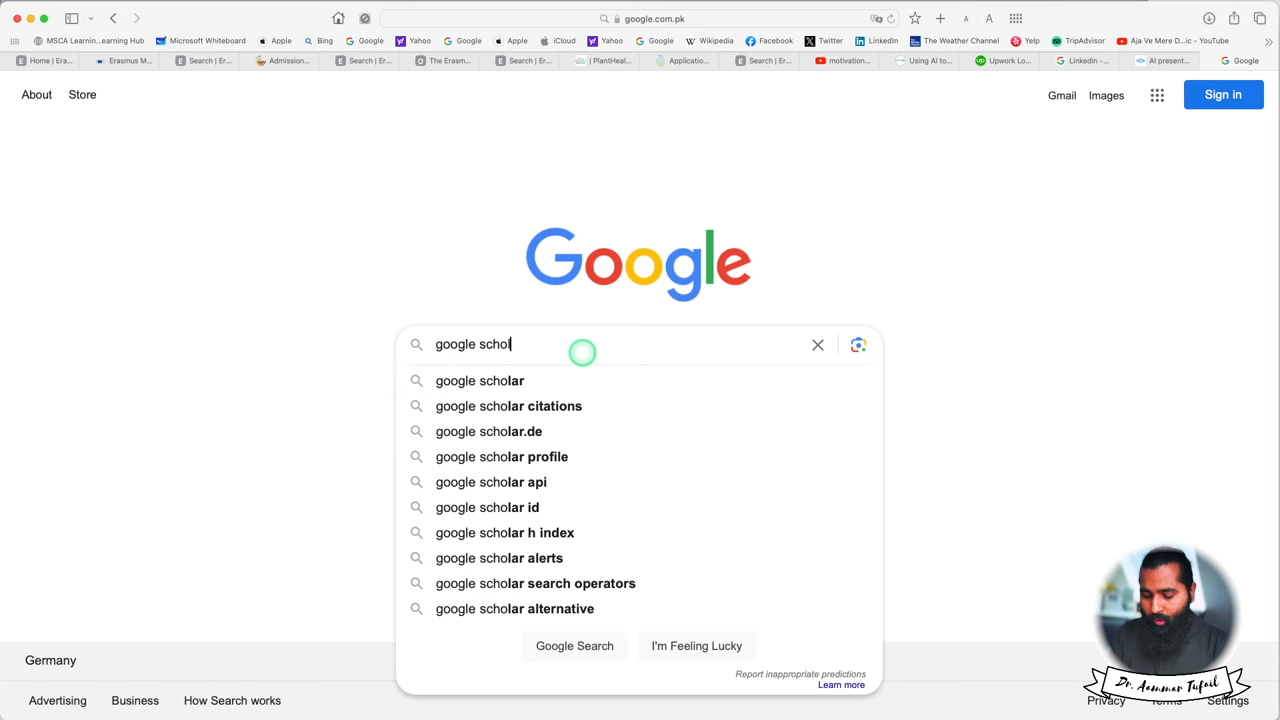 google.com.pk
MSCA Learnin...earning Hub
Microsoft Whiteboard
Apple
Bing
Google
Yahoo
Google
Apple
iCloud
Yahoo
Google
Wikipedia
Facebook
Twitter
LinkedIn
The Weather Channel
Yelp
TripAdvisor
Aja Ve Mere D...ic - YouTube
Home | Era...
Erasmus M...
Search | Er...
Admission...
Search | Er...
The Erasm...
Search | Er...
| PlantHeal...
Applicatio...
Search | Er...
motivation...
Using AI to...
Upwork Lo...
Linkedin -...
AI present...
Google
About
Store
Gmail
Images
Sign in
Google
google schol
google scholar
google scholar citations
google scholar.de
google scholar profile
google scholar api
google scholar id
google scholar h index
google scholar alerts
google scholar search operators
google scholar alternative
Google Search
I'm Feeling Lucky
Report inappropriate predictions
Learn more
Germany
Advertising
Business
How Search works
Privacy
Terms
Settings
Dr. Aammar Tufail